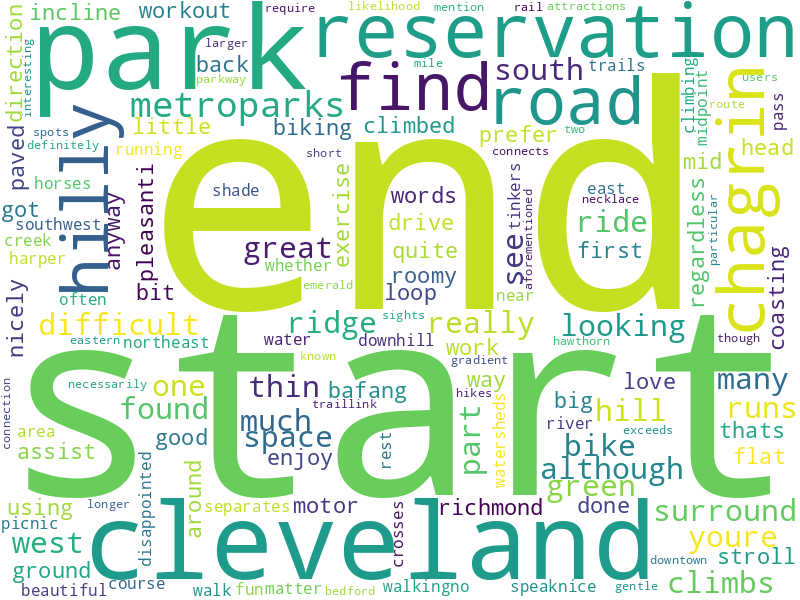 require likelihood mention rail attractions
incline workout park reservation
larger back south trails
parkway mile
direction interesting find road climbing midpoint
metroparks
spots little biking climbed prefer
definitely running route two users pass
paved hilly short connects mid head chagrin
horses pleasanti shade words east necklace
got southwest anyway end exercise drive ride regardless particular
creek great see tinkers aforementioned
harper whether quite first
often bit emerald roomy near coasting
nicely loop though
difficult sights ridge really looking
eastern northeast water downhill work hawthorn
known gradient
connection necessarily one thin bafang way love many
start traillink hikes big
found much part hill runs
area space river exceeds thats
assist good rest watersheds bike
disappointed enjoy although flat
using longer around separates motor richmond green done surround
picnic crosses
west cleveland youre
ground downtown stroll
beautiful course walk fun matter bedford walkingno speaknice gentle climbs